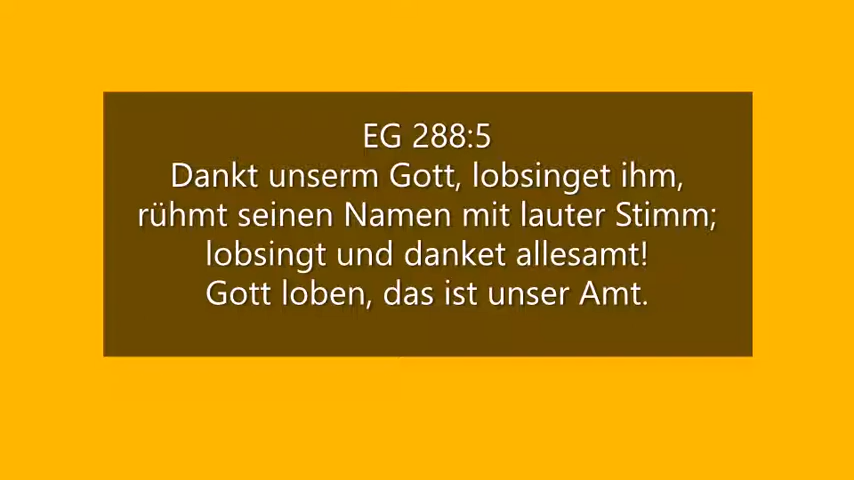 EG 288:5
Dankt unserm Gott, lobsinget ihm,
rühmt seinen Namen mit lauter Stimm;
lobsingt und danket allesamt!
Gott loben, das ist unser Amt.